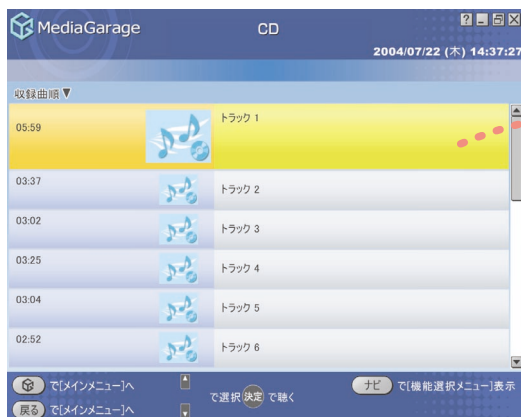 MediaGarage
CD
2004/07/22 (木) 14:37:27
収録曲順▼
05:59 トラック 1
03:37 トラック 2
03:02 トラック 3
03:25 トラック 4
03:04 トラック 5
02:52 トラック 6
で[メインメニュー]へ
戻る で[メインメニュー]へ
で選択 決定 で聴く
ナビ で[機能選択メニュー]表示